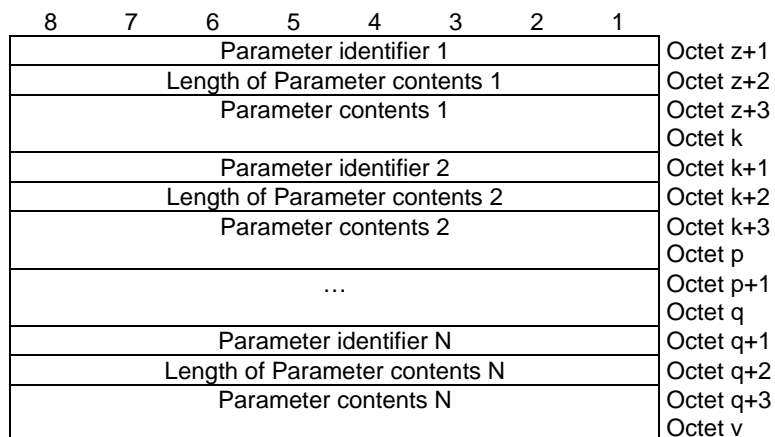 8 7 6 5 4 3 2 1
Parameter identifier 1 Octet z+1
Length of Parameter contents 1 Octet z+2
Parameter contents 1 Octet z+3
Octet k
Parameter identifier 2 Octet k+1
Length of Parameter contents 2 Octet k+2
Parameter contents 2 Octet k+3
Octet p
… Octet p+1
Octet q
Parameter identifier N Octet q+1
Length of Parameter contents N Octet q+2
Parameter contents N Octet q+3
Octet v